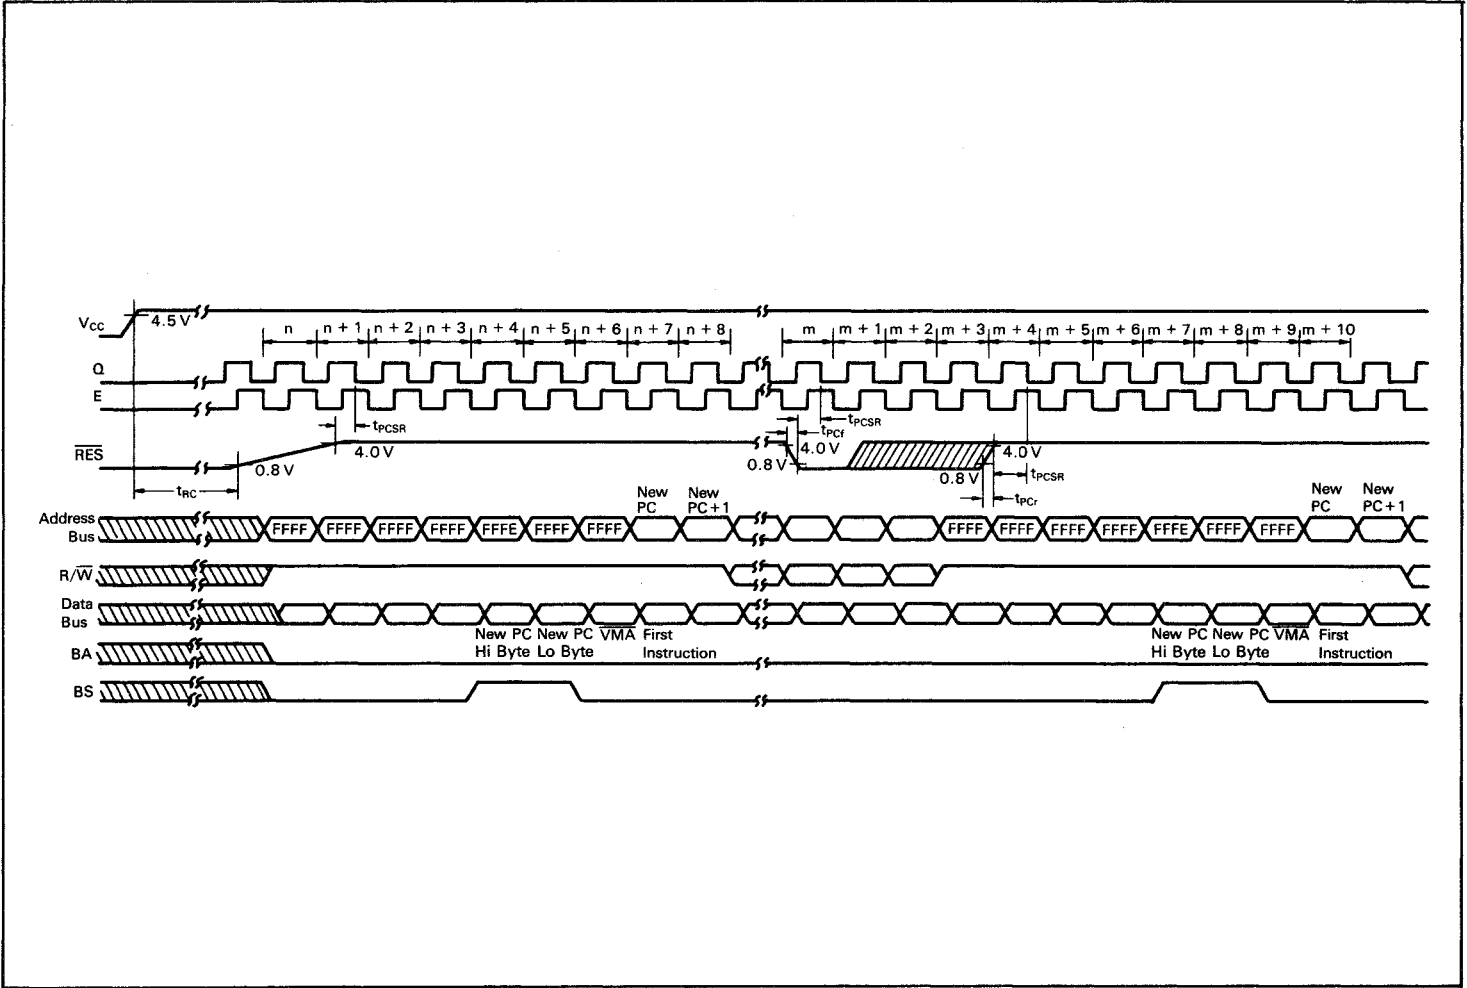 VCC 4.5 V
n n + 1 n + 2 n + 3 n + 4 n + 5 n + 6 n + 7 n + 8 m m + 1 m + 2 m + 3 m + 4 m + 5 m + 6 m + 7 m + 8 m + 9 m + 10
Q
E
tPCSR tPCf tPCSR
RES 0.8 V 4.0 V 0.8 V 4.0 V 0.8 V 4.0 V
tPCSR
tRC tPCr
New PC New PC+1 New PC New PC+1
Address Bus FFFF FFFF FFFF FFFF FFFE FFFF FFFF FFFF FFFF FFFF FFFF FFFE FFFF FFFF
R/W
Data Bus
New PC New PC VMA First New PC New PC VMA First
Hi Byte Lo Byte Instruction Hi Byte Lo Byte Instruction
BA
BS